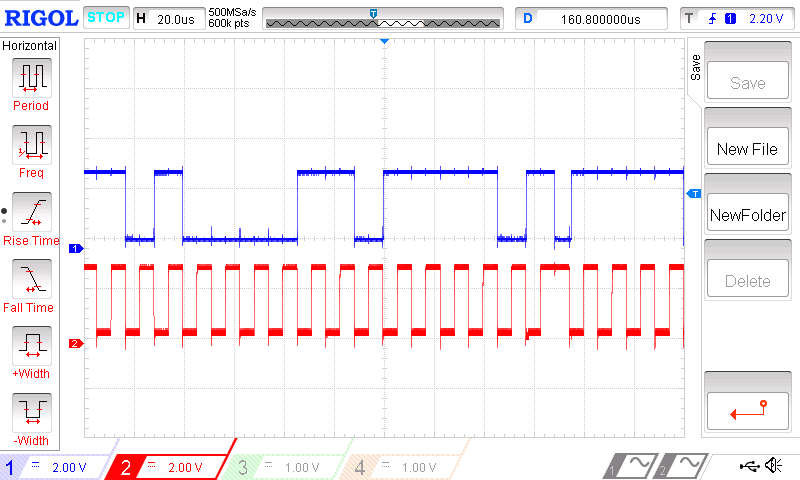 RIGOL STOP H 20.0us 500MSa/s
600k pts
T
D 160.800000us
T 1 2.20 V
Horizontal
Period
Freq
Rise Time
Fall Time
+Width
-Width
T
1
2
Save
Save
New File
NewFolder
Delete
1 2.00 V
2 2.00 V
3 1.00 V
4 1.00 V
1
2